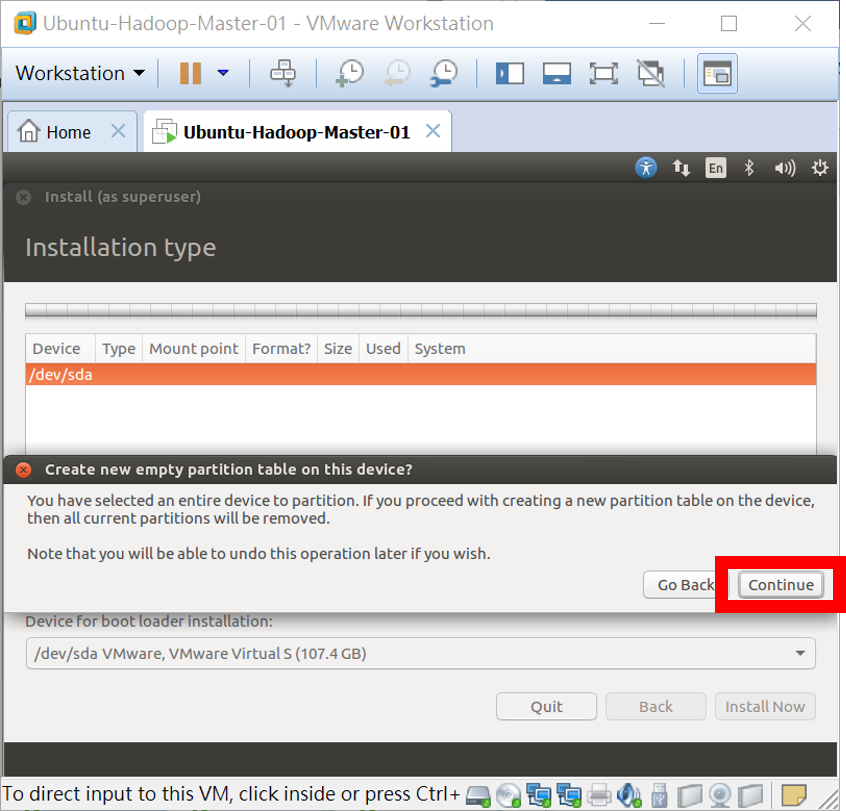 Ubuntu-Hadoop-Master-01 - VMware Workstation
Workstation
Home
Ubuntu-Hadoop-Master-01
En
Install (as superuser)
Installation type
Device Type Mount point Format? Size Used System
/dev/sda
Create new empty partition table on this device?
You have selected an entire device to partition. If you proceed with creating a new partition table on the device,
then all current partitions will be removed.
Note that you will be able to undo this operation later if you wish.
Go Back Continue
Device for boot loader installation:
/dev/sda VMware, VMware Virtual S (107.4 GB)
Quit Back Install Now
To direct input to this VM, click inside or press Ctrl+